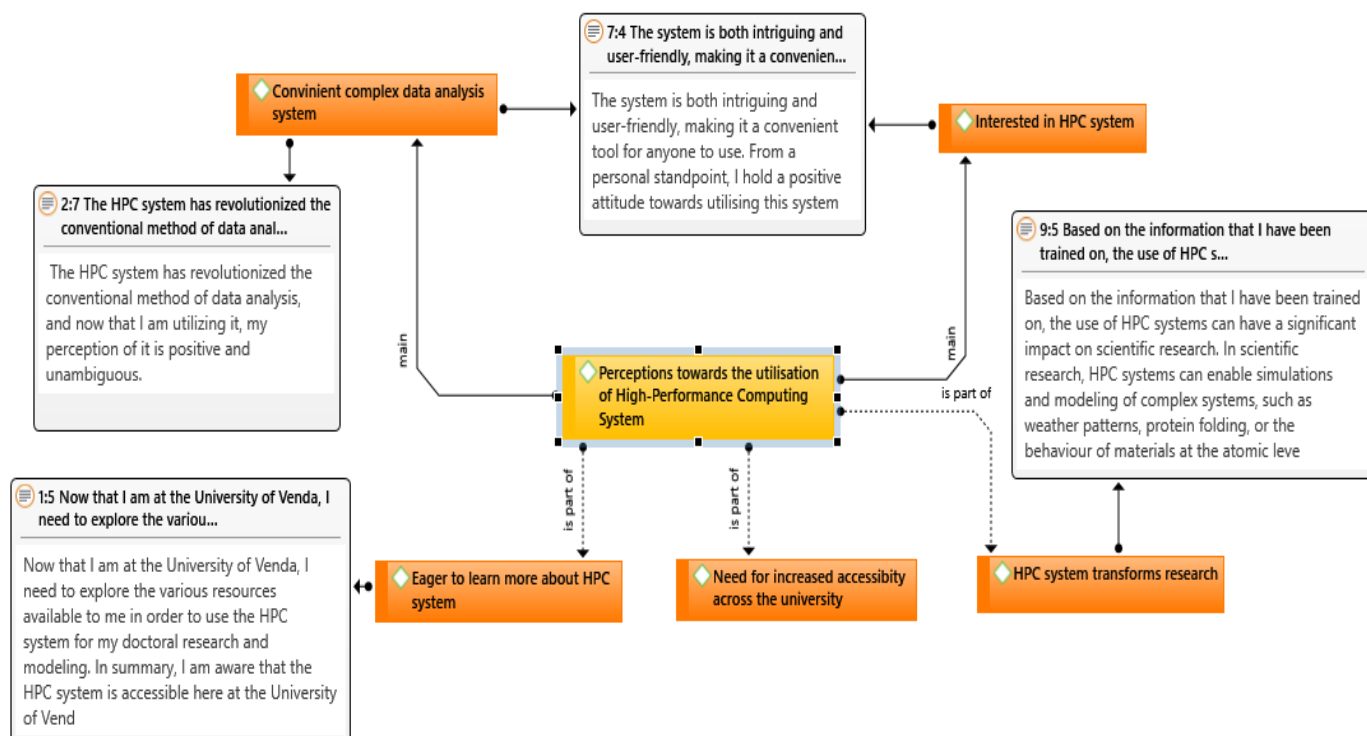 7:4 The system is both intriguing and
user-friendly, making it a convenien...
The system is both intriguing and
user-friendly, making it a convenient
tool for anyone to use. From a
personal standpoint, I hold a positive
attitude towards utilising this system
Convinient complex data analysis
system
Interested in HPC system
2:7 The HPC system has revolutionized the
conventional method of data anal...
The HPC system has revolutionized the
conventional method of data analysis,
and now that I am utilizing it, my
perception of it is positive and
unambiguous.
9:5 Based on the information that I have been
trained on, the use of HPC s...
Based on the information that I have been trained
on, the use of HPC systems can have a significant
impact on scientific research. In scientific
research, HPC systems can enable simulations
and modeling of complex systems, such as
weather patterns, protein folding, or the
behaviour of materials at the atomic leve
main
main
Perceptions towards the utilisation
of High-Performance Computing
System
is part of
is part of
is part of
1:5 Now that I am at the University of Venda, I
need to explore the variou...
Now that I am at the University of Venda, I
need to explore the various resources
available to me in order to use the HPC
system for my doctoral research and
modeling. In summary, I am aware that the
HPC system is accessible here at the University
of Vend
Eager to learn more about HPC
system
Need for increased accessibity
across the university
HPC system transforms research